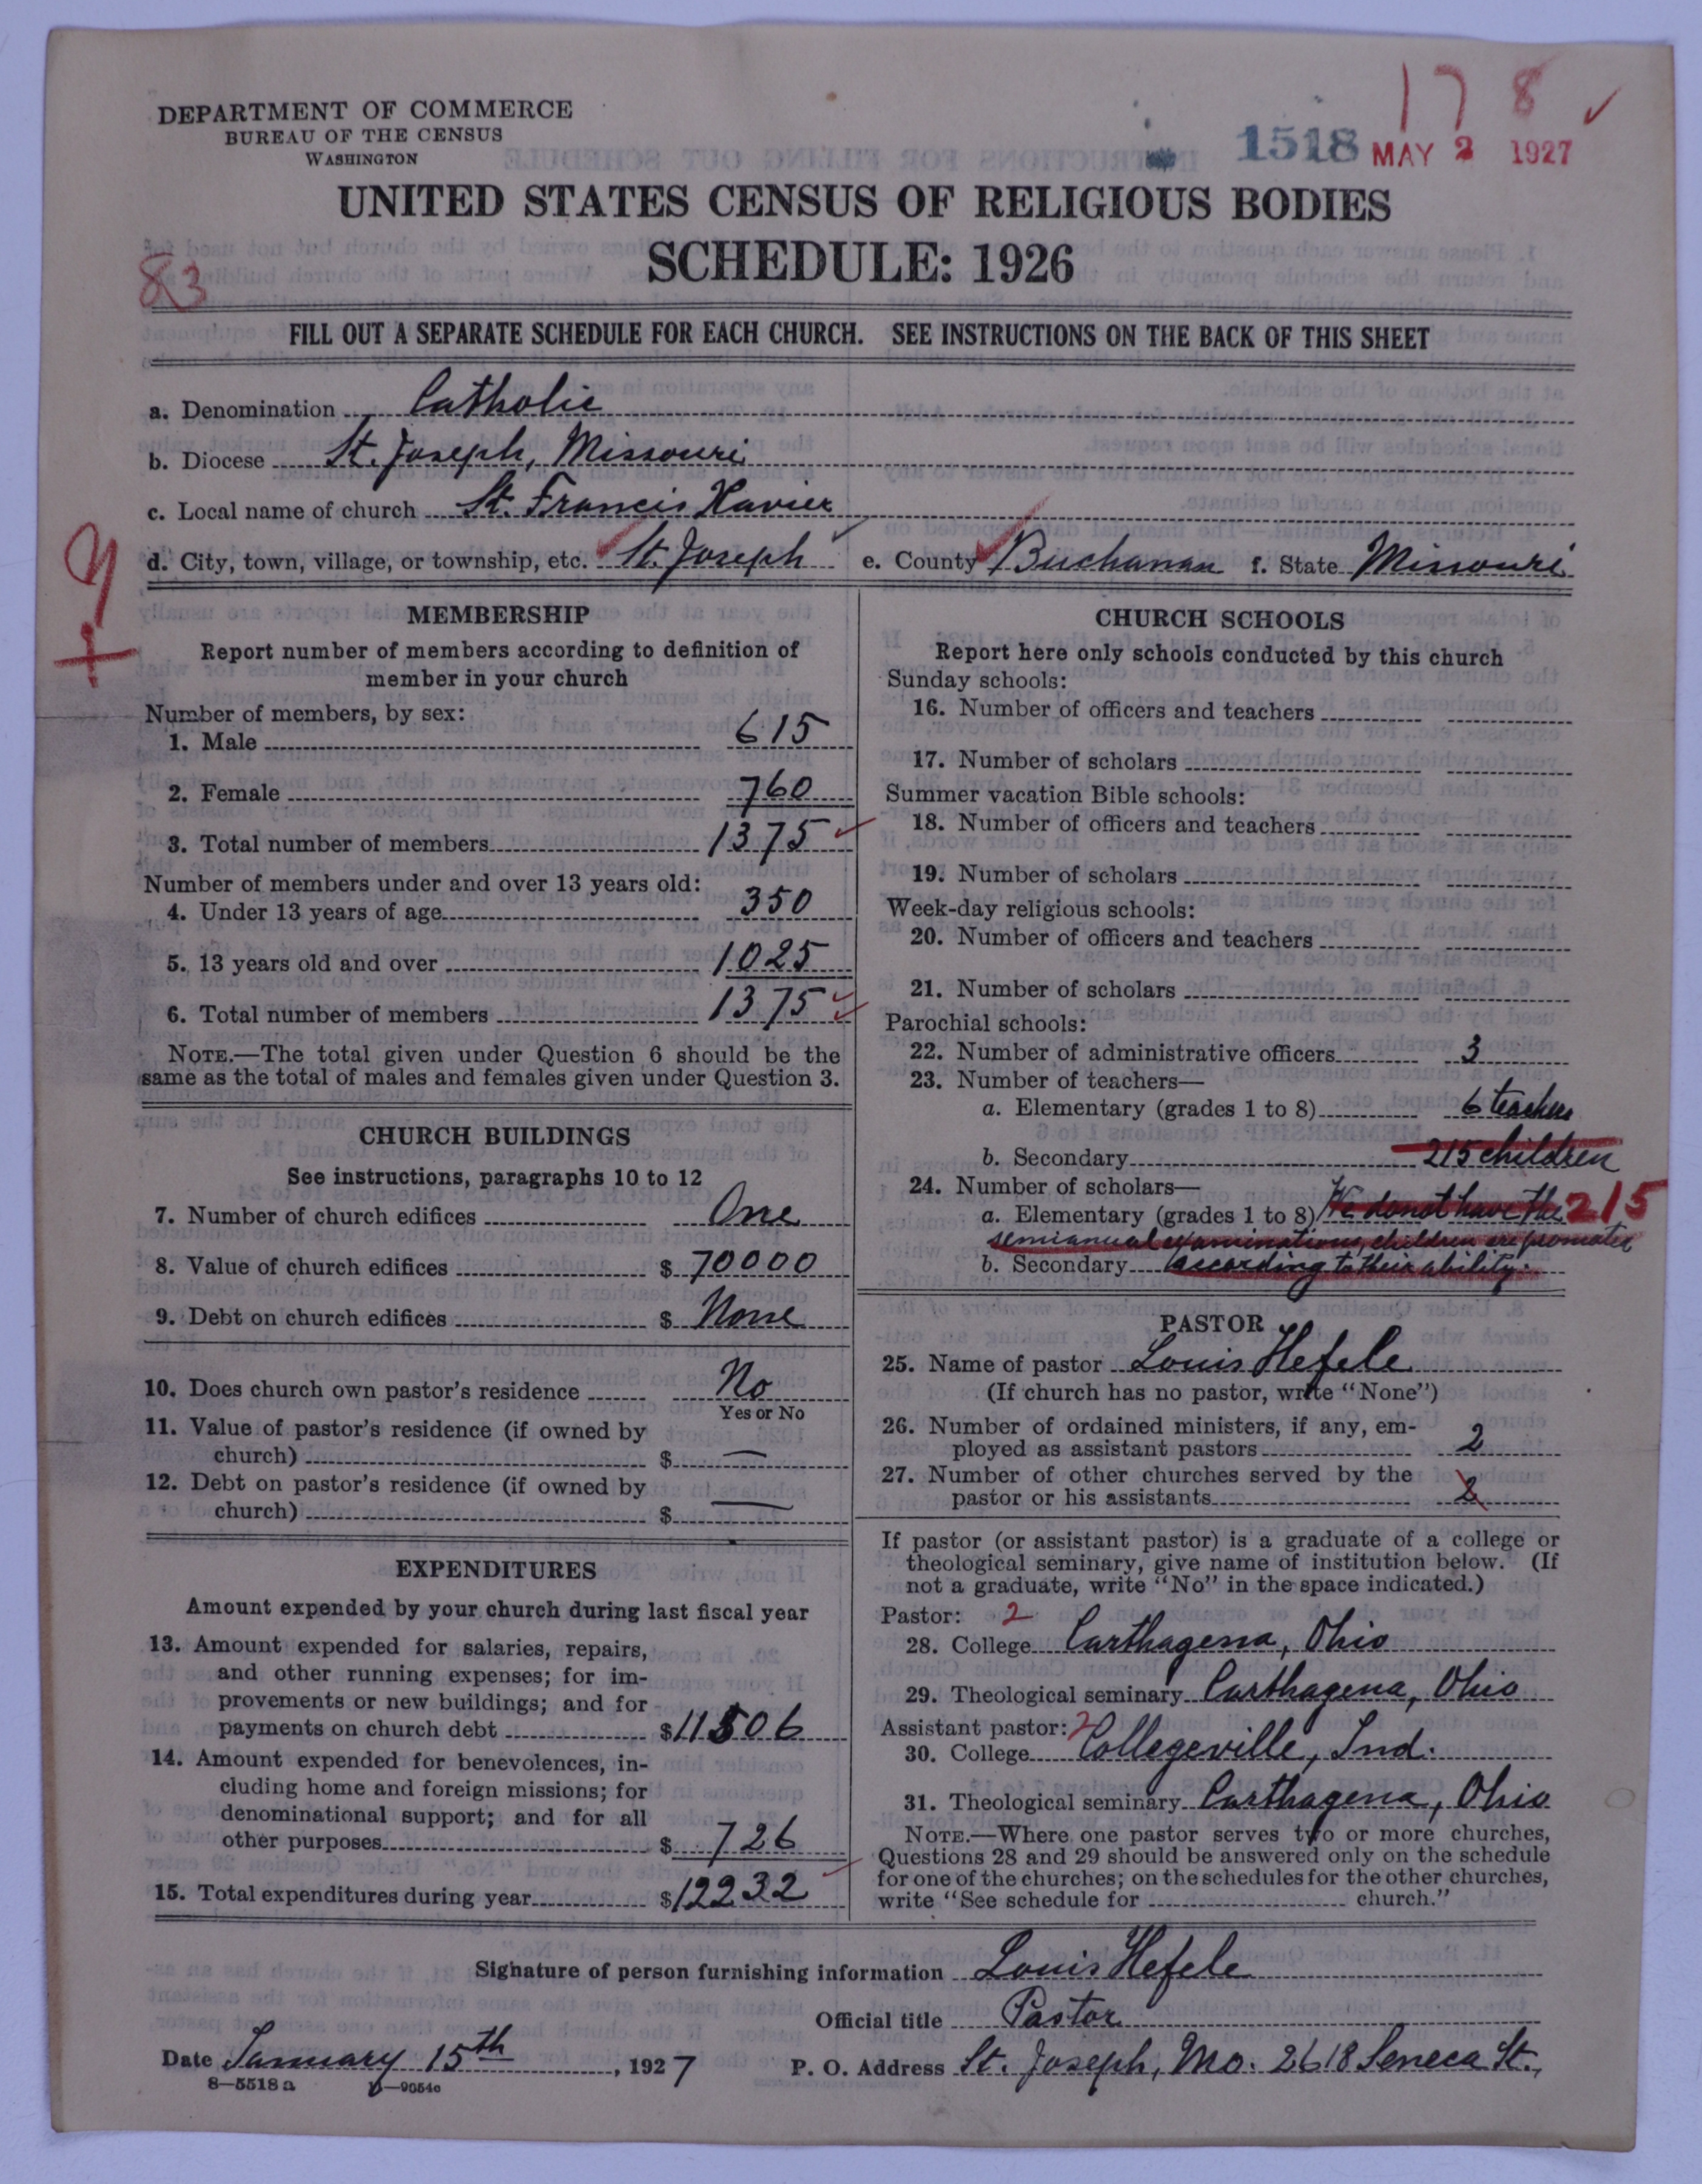 178
DEPARTMENT OF COMMERCE
BUREAU OF THE CENSUS
WASHINGTON
1518 MAY 2 1927
UNITED STATES CENSUS OF RELIGIOUS BODIES
SCHEDULE: 1926
83
FILL OUT A SEPARATE SCHEDULE FOR EACH CHURCH. SEE INSTRUCTIONS ON THE BACK OF THIS SHEET
a. Denomination Catholic
b. Diocese St. Joseph, Missouri
c. Local name of church St. Francis Xavier
d. City, town, village, or township, etc. St. Joseph e. County Buchanan f. State Missouri
MEMBERSHIP
Report number of members according to definition of
member in your church
Number of members, by sex:
1. Male 615
2. Female 760
3. Total number of members 1375
Number of members under and over 13 years old:
4. Under 13 years of age 350
5. 13 years old and over 1025
6. Total number of members 1375
NOTE.—The total given under Question 6 should be the
same as the total of males and females given under Question 3.
CHURCH BUILDINGS
See instructions, paragraphs 10 to 12
7. Number of church edifices One
8. Value of church edifices $ 70000
9. Debt on church edifices $ None
10. Does church own pastor's residence No
Yes or No
11. Value of pastor's residence (if owned by
church) $ —
12. Debt on pastor's residence (if owned by
church) $ —
EXPENDITURES
Amount expended by your church during last fiscal year
13. Amount expended for salaries, repairs,
and other running expenses; for im-
provements or new buildings; and for
payments on church debt $11506
14. Amount expended for benevolences, in-
cluding home and foreign missions; for
denominational support; and for all
other purposes $ 726
15. Total expenditures during year $12232
CHURCH SCHOOLS
Report here only schools conducted by this church
Sunday schools:
16. Number of officers and teachers
17. Number of scholars
Summer vacation Bible schools:
18. Number of officers and teachers
19. Number of scholars
Week-day religious schools:
20. Number of officers and teachers
21. Number of scholars
Parochial schools:
22. Number of administrative officers 3
23. Number of teachers—
a. Elementary (grades 1 to 8) 6 teachers
b. Secondary 215 children
24. Number of scholars—
a. Elementary (grades 1 to 8) We do not have the 215
semiannual examinations, children are promoted
b. Secondary according to their ability.
PASTOR
25. Name of pastor Louis Hefele
(If church has no pastor, write "None")
26. Number of ordained ministers, if any, em-
ployed as assistant pastors 2
27. Number of other churches served by the
pastor or his assistants 2
If pastor (or assistant pastor) is a graduate of a college or
theological seminary, give name of institution below. (If
not a graduate, write "No" in the space indicated.)
Pastor: 2
28. College Carthagena, Ohio
29. Theological seminary Carthagena, Ohio
Assistant pastor: 2
30. College Collegeville, Ind.
31. Theological seminary Carthagena, Ohio
NOTE.—Where one pastor serves two or more churches,
Questions 28 and 29 should be answered only on the schedule
for one of the churches; on the schedules for the other churches,
write "See schedule for church."
Signature of person furnishing information Louis Hefele
Official title Pastor
Date January 15th, 1927 P. O. Address St. Joseph, Mo. 2618 Seneca St.,
8—5518a